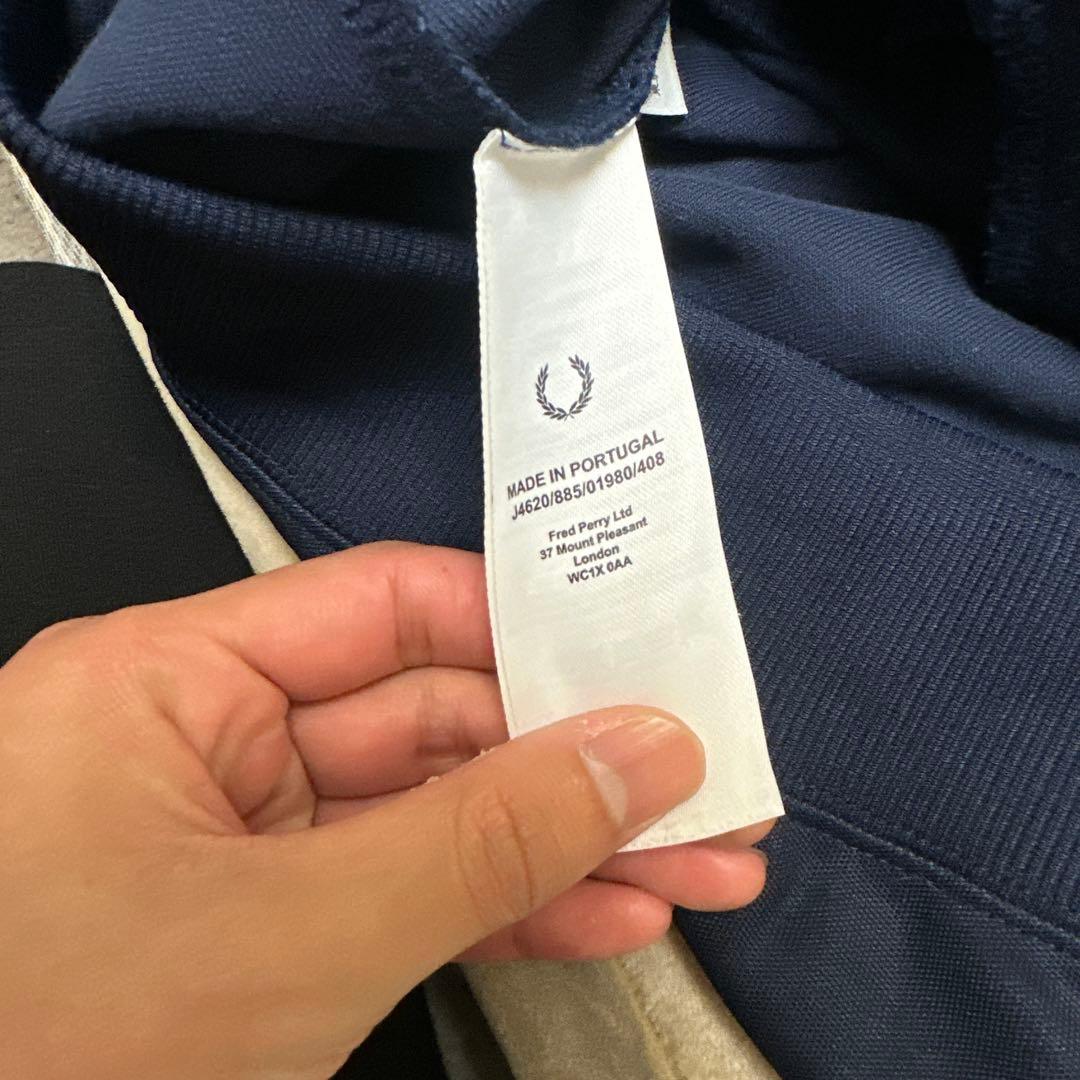 MADE IN PORTUGAL
J4620/885/01980/408
Fred Perry Ltd
37 Mount Pleasant
London
WC1X 0AA